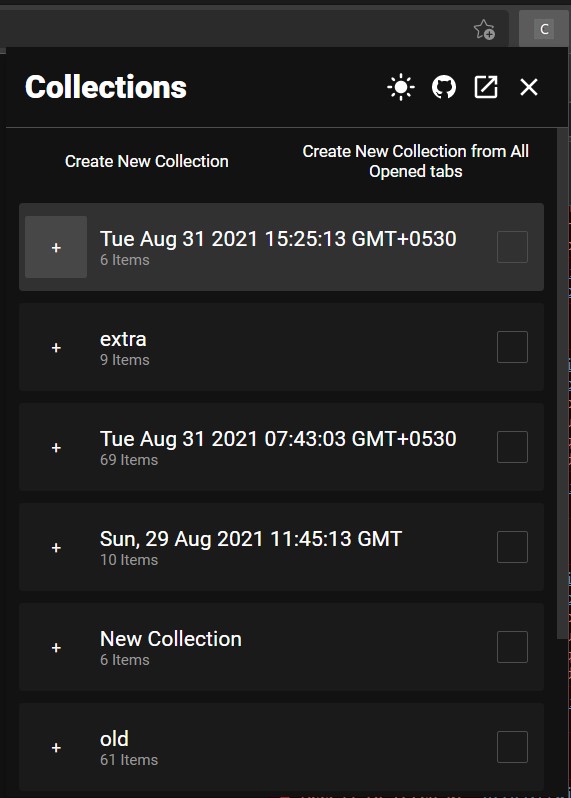 C
Collections
Create New Collection
Create New Collection from All
Opened tabs
+
Tue Aug 31 2021 15:25:13 GMT+0530
6 Items
+
extra
9 Items
+
Tue Aug 31 2021 07:43:03 GMT+0530
69 Items
+
Sun, 29 Aug 2021 11:45:13 GMT
10 Items
+
New Collection
6 Items
+
old
61 Items